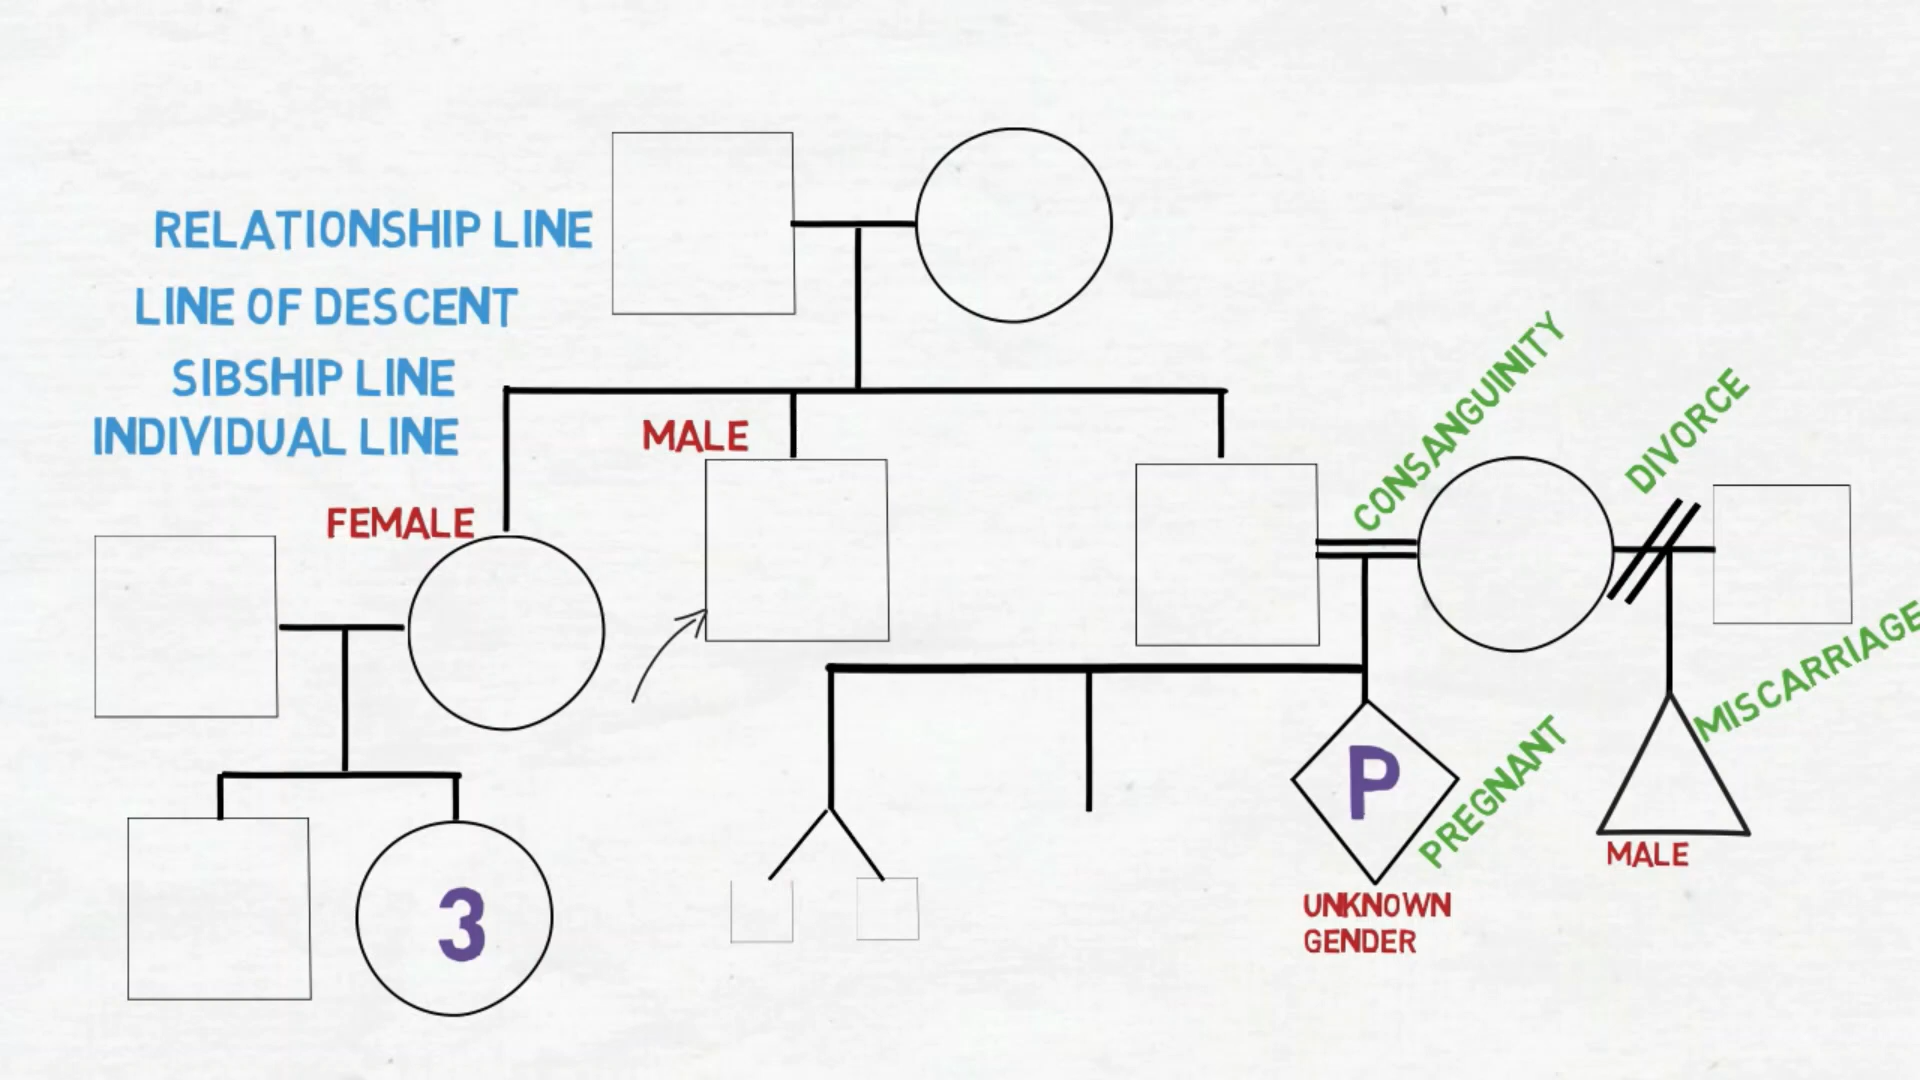 RELATIONSHIP LINE
LINE OF DESCENT
SIBSHIP LINE
INDIVIDUAL LINE
MALE
FEMALE
CONSANGUINITY
DIVORCE
MISCARRIAGE
P
PREGNANT
MALE
3
UNKNOWN
GENDER